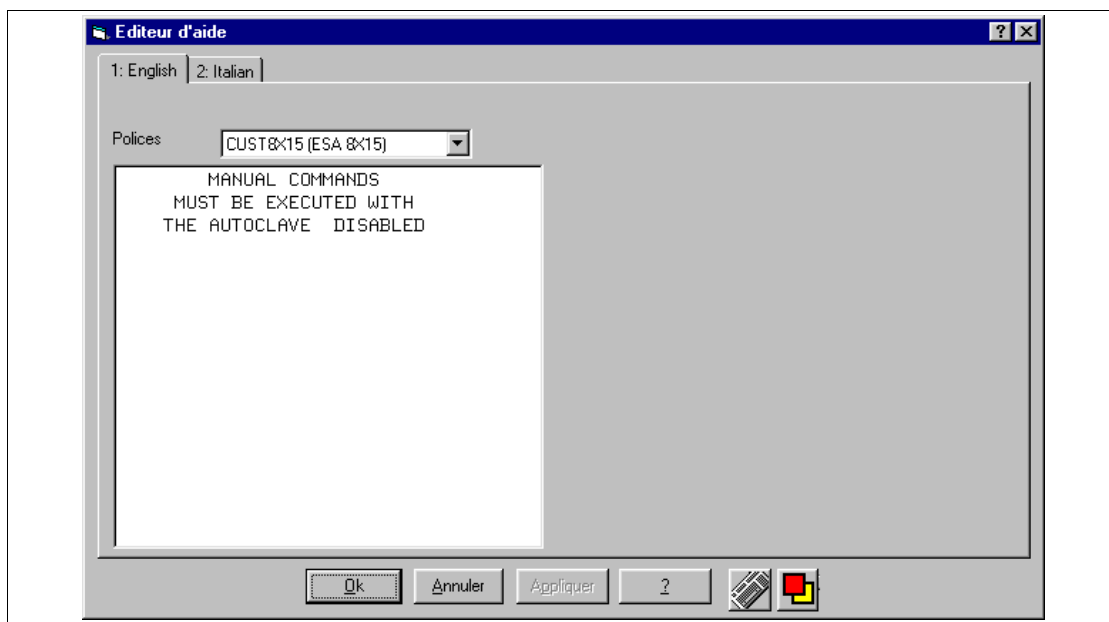 Editeur d'aide
1: English 2: Italian
Polices CUST8X15 (ESA 8X15)
MANUAL COMMANDS
MUST BE EXECUTED WITH
THE AUTOCLAVE DISABLED
Ok Annuler Appliquer ?